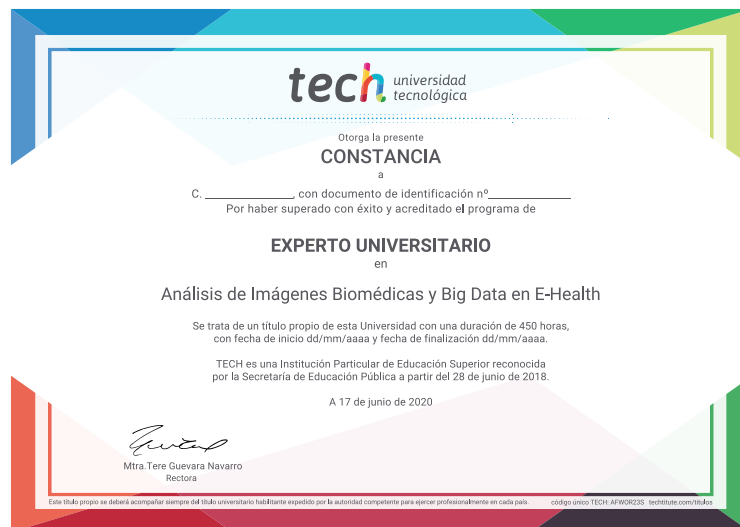 tech universidad
tecnológica
Otorga la presente
CONSTANCIA
a
C. ________________, con documento de identificación nº______________
Por haber superado con éxito y acreditado el programa de
EXPERTO UNIVERSITARIO
en
Análisis de Imágenes Biomédicas y Big Data en E-Health
Se trata de un título propio de esta Universidad con una duración de 450 horas,
con fecha de inicio dd/mm/aaaa y fecha de finalización dd/mm/aaaa.
TECH es una Institución Particular de Educación Superior reconocida
por la Secretaría de Educación Pública a partir del 28 de junio de 2018.
A 17 de junio de 2020
Mtra.Tere Guevara Navarro
Rectora
Este título propio se deberá acompañar siempre del título universitario habilitante expedido por la autoridad competente para ejercer profesionalmente en cada país. código único TECH: AFWOR23S techtitute.com/titulos